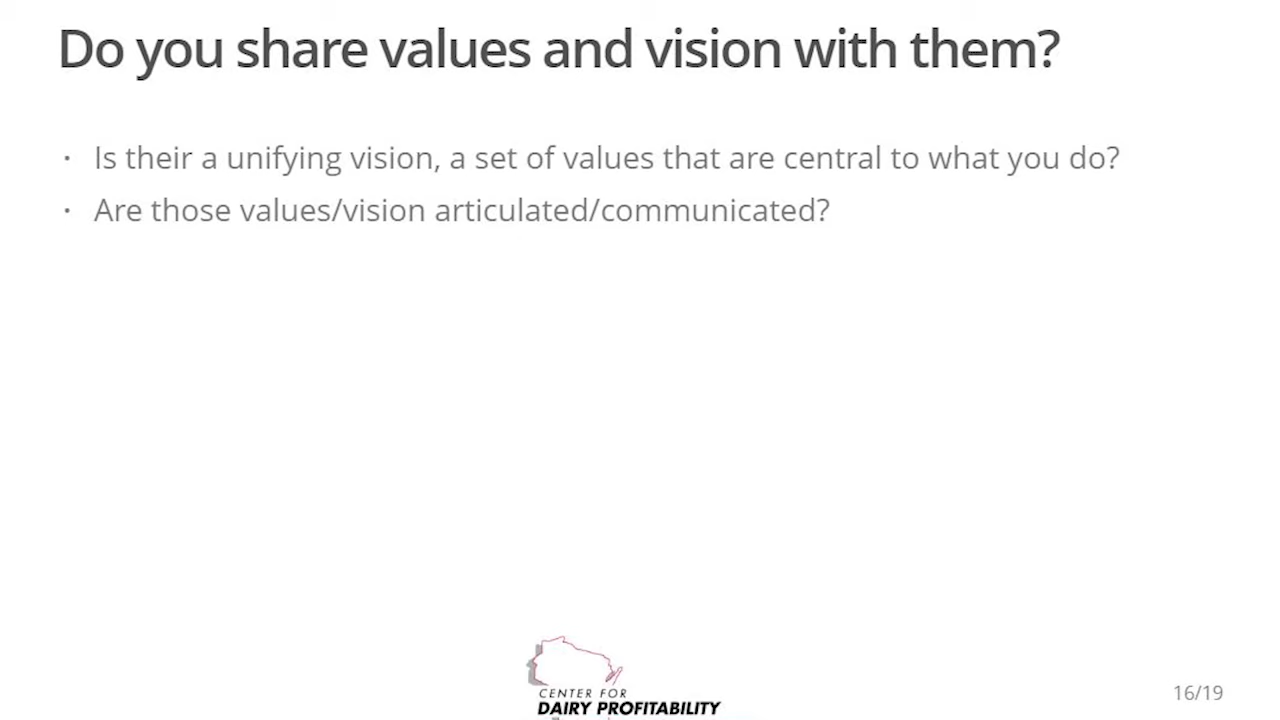 Do you share values and vision with them?
· Is their a unifying vision, a set of values that are central to what you do?
· Are those values/vision articulated/communicated?
CENTER FOR
DAIRY PROFITABILITY
16/19